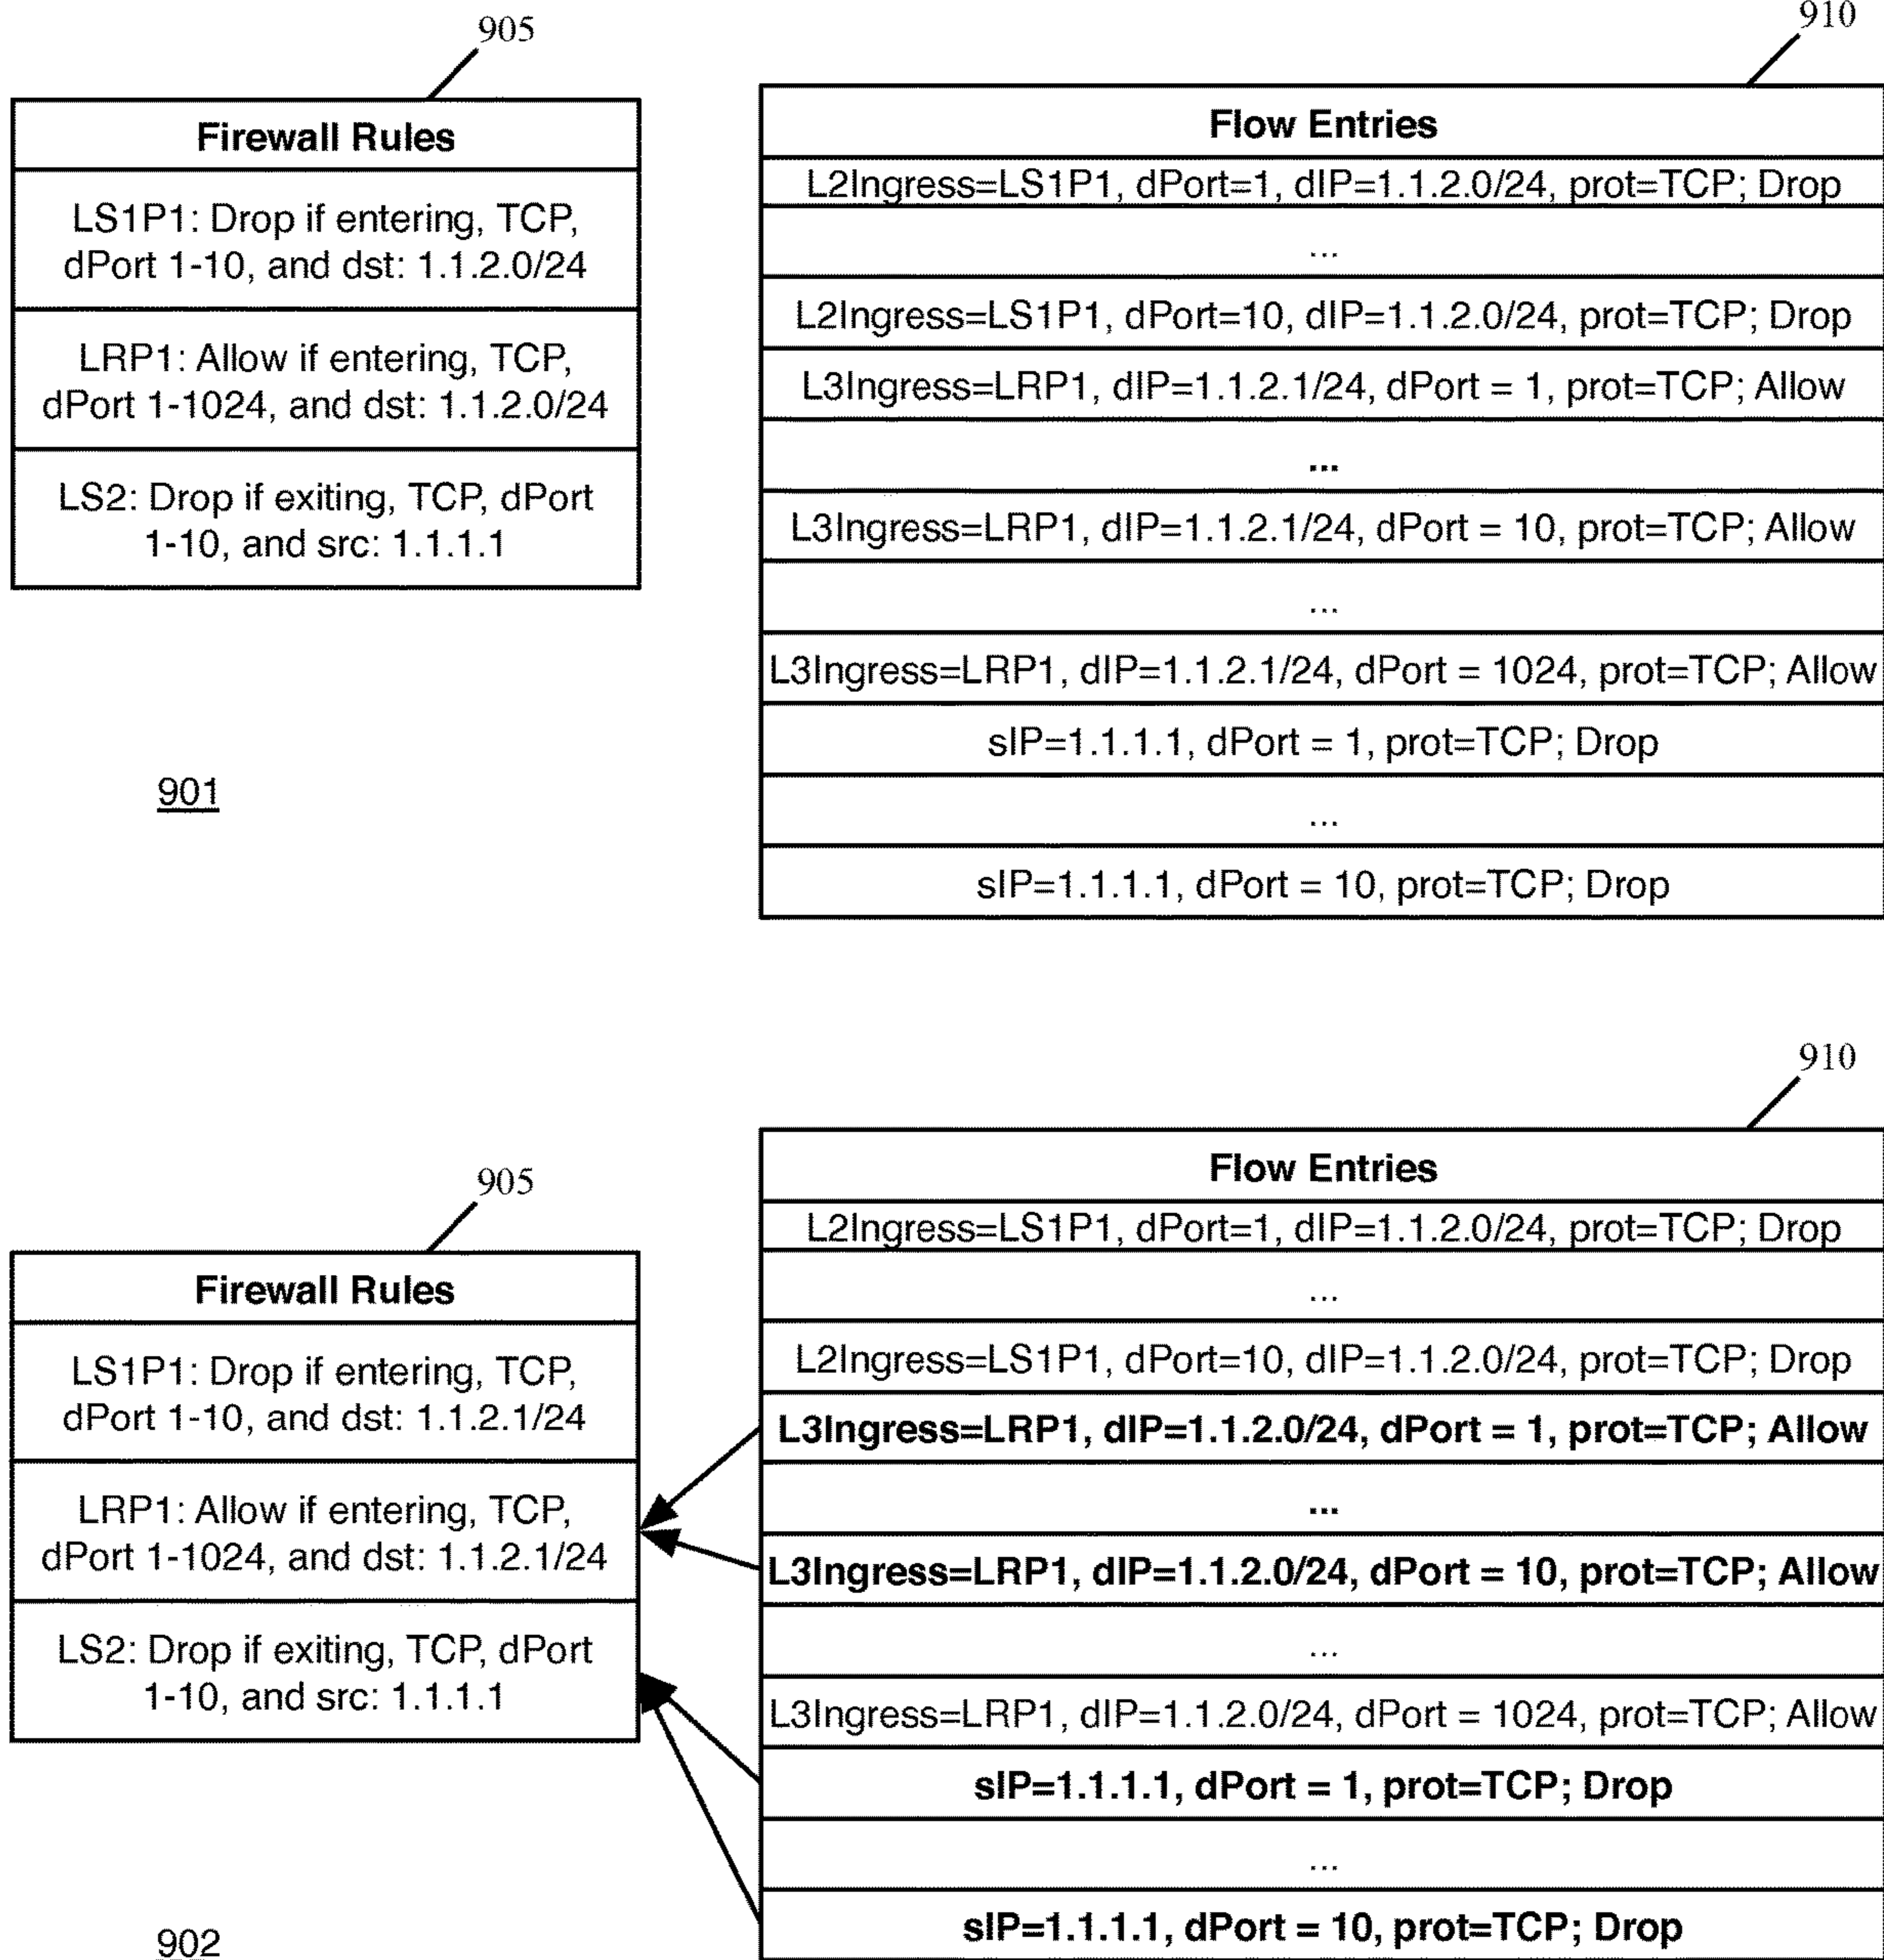 905
Firewall Rules
LS1P1: Drop if entering, TCP,
dPort 1-10, and dst: 1.1.2.0/24
LRP1: Allow if entering, TCP,
dPort 1-1024, and dst: 1.1.2.0/24
LS2: Drop if exiting, TCP, dPort
1-10, and src: 1.1.1.1
901
910
Flow Entries
L2Ingress=LS1P1, dPort=1, dIP=1.1.2.0/24, prot=TCP; Drop
...
L2Ingress=LS1P1, dPort=10, dIP=1.1.2.0/24, prot=TCP; Drop
L3Ingress=LRP1, dIP=1.1.2.1/24, dPort = 1, prot=TCP; Allow
...
L3Ingress=LRP1, dIP=1.1.2.1/24, dPort = 10, prot=TCP; Allow
...
L3Ingress=LRP1, dIP=1.1.2.1/24, dPort = 1024, prot=TCP; Allow
sIP=1.1.1.1, dPort = 1, prot=TCP; Drop
...
sIP=1.1.1.1, dPort = 10, prot=TCP; Drop
905
Firewall Rules
LS1P1: Drop if entering, TCP,
dPort 1-10, and dst: 1.1.2.1/24
LRP1: Allow if entering, TCP,
dPort 1-1024, and dst: 1.1.2.1/24
LS2: Drop if exiting, TCP, dPort
1-10, and src: 1.1.1.1
902
910
Flow Entries
L2Ingress=LS1P1, dPort=1, dIP=1.1.2.0/24, prot=TCP; Drop
...
L2Ingress=LS1P1, dPort=10, dIP=1.1.2.0/24, prot=TCP; Drop
L3Ingress=LRP1, dIP=1.1.2.0/24, dPort = 1, prot=TCP; Allow
...
L3Ingress=LRP1, dIP=1.1.2.0/24, dPort = 10, prot=TCP; Allow
...
L3Ingress=LRP1, dIP=1.1.2.0/24, dPort = 1024, prot=TCP; Allow
sIP=1.1.1.1, dPort = 1, prot=TCP; Drop
...
sIP=1.1.1.1, dPort = 10, prot=TCP; Drop